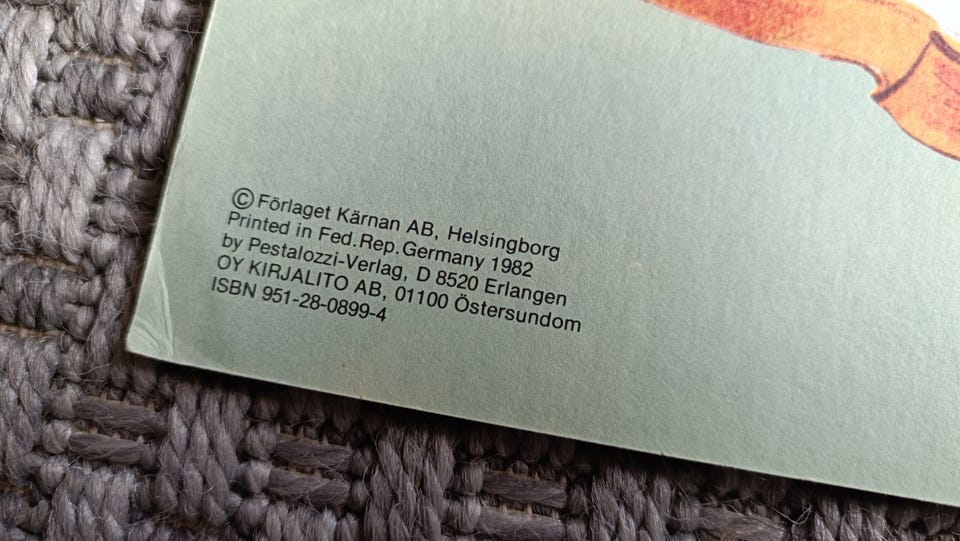 © Förlaget Kärnan AB, Helsingborg
Printed in Fed.Rep.Germany 1982
by Pestalozzi-Verlag, D 8520 Erlangen
OY KIRJALITO AB, 01100 Östersundom
ISBN 951-28-0899-4